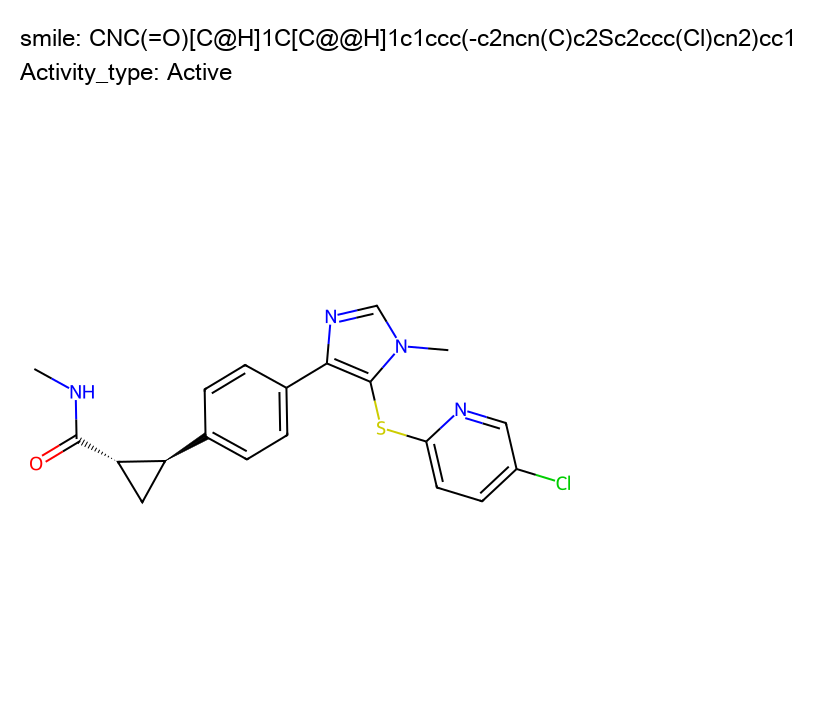 smile: CNC(=O)[C@H]1C[C@@H]1c1ccc(-c2ncn(C)c2Sc2ccc(Cl)cn2)cc1
Activity_type: Active
N
N
NH
N
S
O
Cl